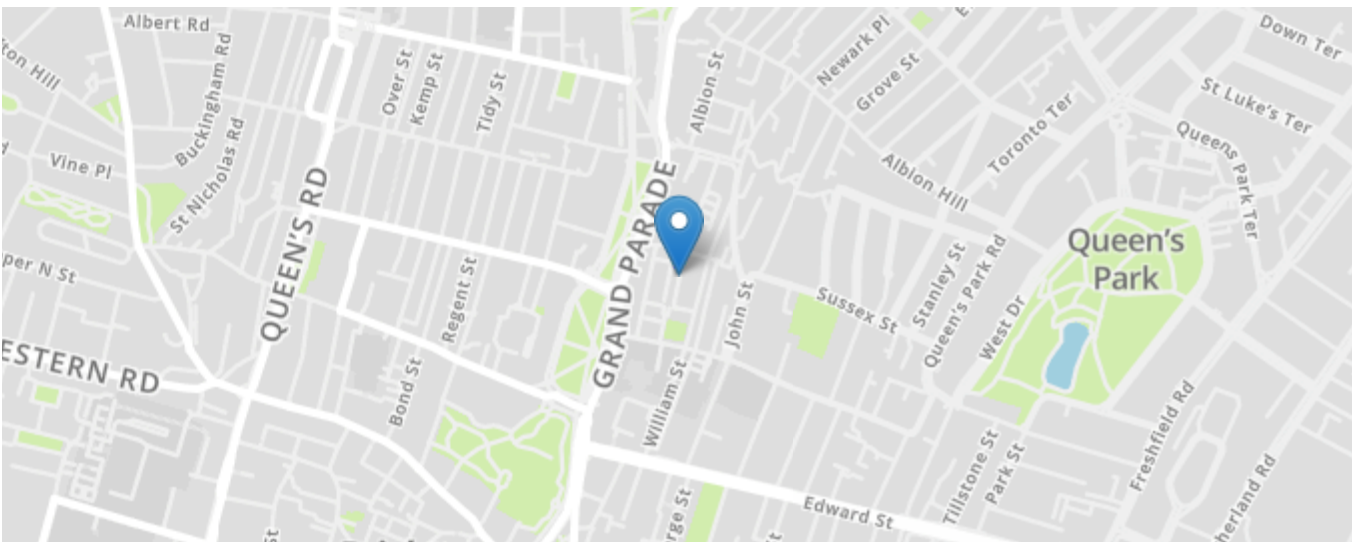 Albert Rd
Buckingham Rd
Over St
Kemp St
Tidy St
Albion St
Newark Pl
Grove St
Down Ter
St Luke's Ter
Toronto Ter
Queens Park Ter
Vine Pl
St Nicholas Rd
QUEEN'S RD
GRAND PARADE
Albion Hill
Queen's
Park
Stanley St
Queen's Park Rd
West Dr
Sussex St
John St
Regent St
Bond St
William St
ESTERN RD
Freshfield Rd
Tillstone St
Park St
Edward St